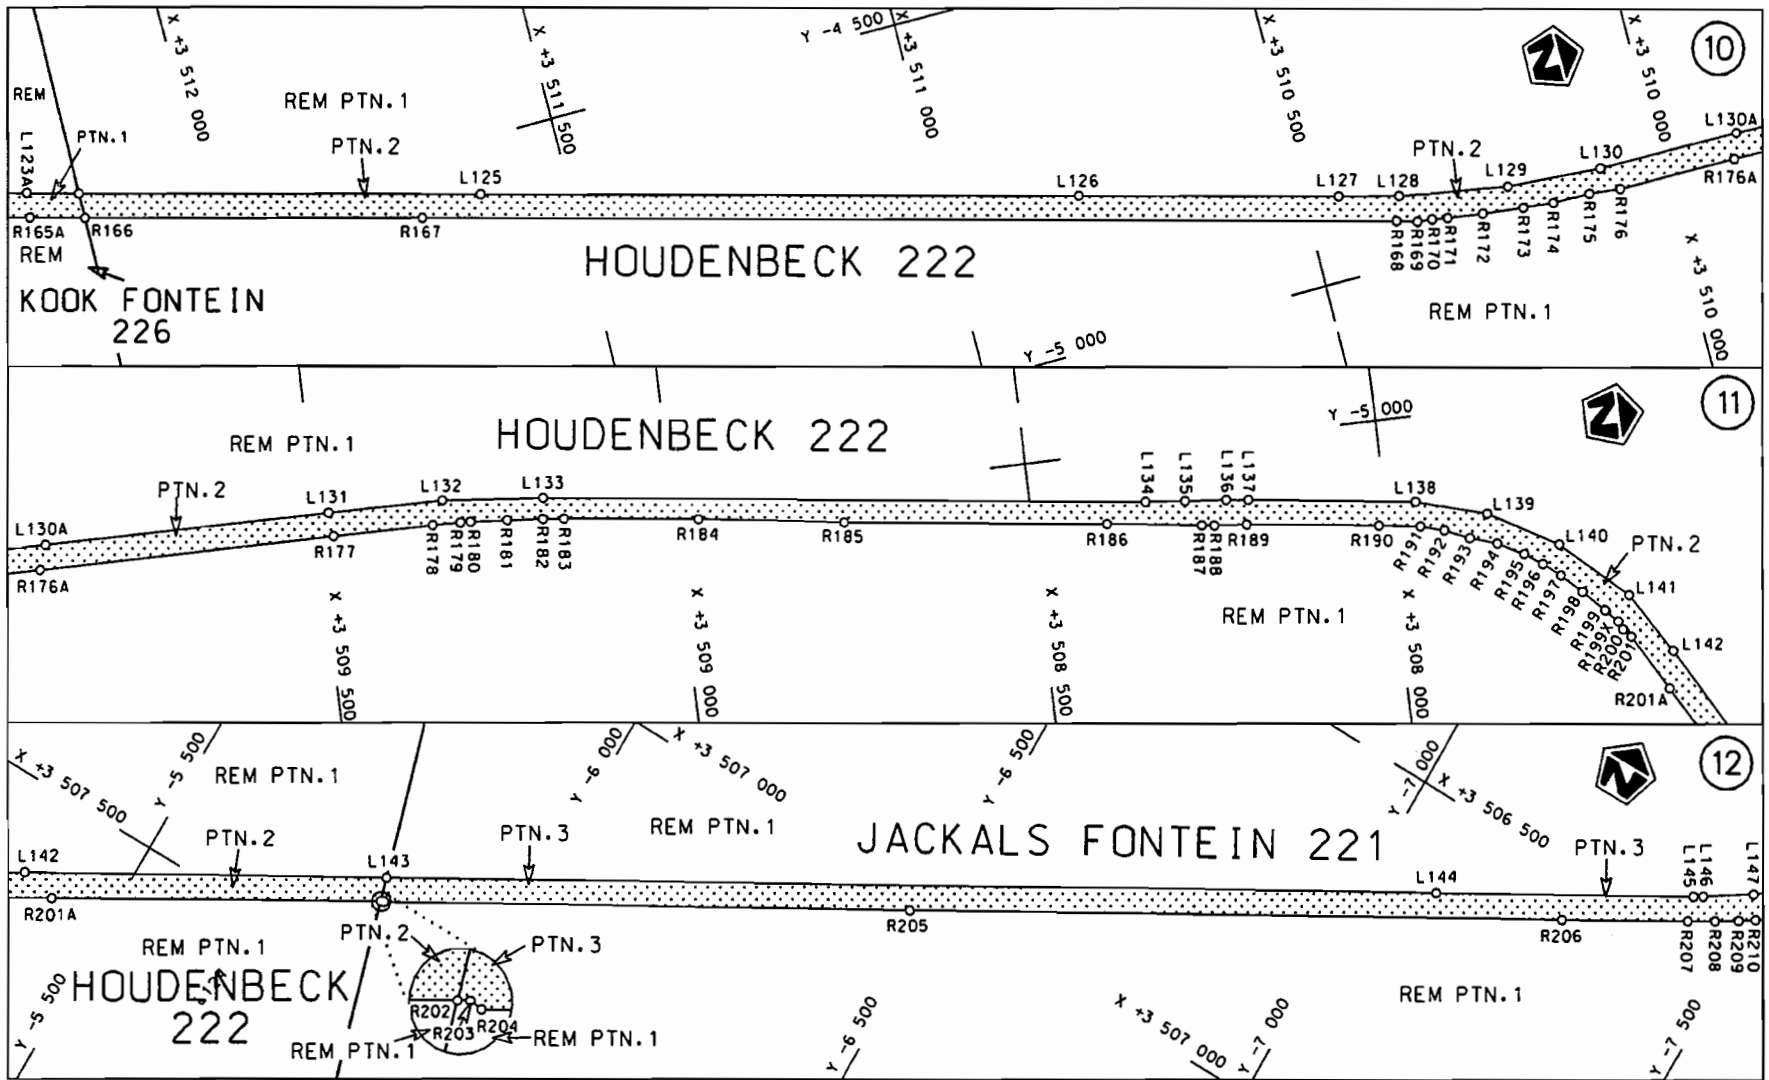 X +3 512 000
X +3 511 500
Y -4 500
X +3 511 000
X +3 510 500
X +3 510 000
10
REM
REM PTN.1
L123A
PTN.1
PTN.2
L125
L126
L127
L128
PTN.2
L129
L130
L130A
R165A
R166
R167
R168
R169
R170
R171
R172
R173
R174
R175
R176
R176A
REM
HOUDENBECK 222
KOOK FONTEIN
226
REM PTN.1
X +3 510 000
Y -5 000
11
Y -5 000
HOUDENBECK 222
REM PTN.1
PTN.2
L130A
L131
L132
L133
L134
L135
L136
L137
L138
L139
L140
PTN.2
L141
L142
R176A
R177
R178
R179
R180
R181
R182
R183
R184
R185
R186
R187
R188
R189
R190
R191
R192
R193
R194
R195
R196
R197
R198
R199
R199X
R200
R201
R201A
REM PTN.1
X +3 509 500
X +3 509 000
X +3 508 500
X +3 508 000
12
X +3 507 500
Y -5 500
REM PTN.1
Y -6 000
X +3 507 000
Y -6 500
Y -7 000
X +3 506 500
REM PTN.1
JACKALS FONTEIN 221
L142
PTN.2
L143
PTN.3
L144
PTN.3
L145
L146
L147
R201A
R205
R206
R207
R208
R209
R210
REM PTN.1
PTN.2
PTN.3
HOUDENBECK
222
R202
R203
R204
REM PTN.1
REM PTN.1
REM PTN.1
Y -5 500
Y -6 500
X +3 507 000
Y -7 000
Y -7 500